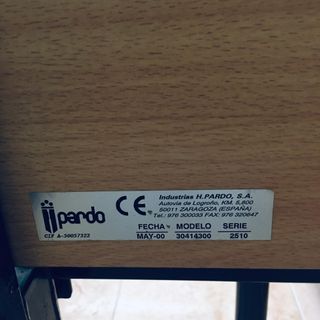 pardo
CIF A-50057322
CE
Industrias H.PARDO, S.A.
Autovía de Logroño, KM. 5,800
50011 ZARAGOZA (ESPAÑA)
Tel.: 976 300033 FAX: 976 320647
FECHA MODELO SERIE
MAY-00 30414300 2510